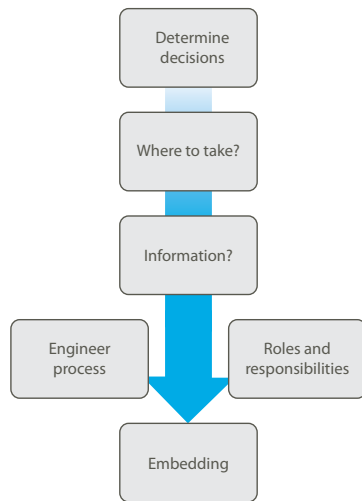 Determine
decisions
Where to take?
Information?
Engineer
process
Roles and
responsibilities
Embedding